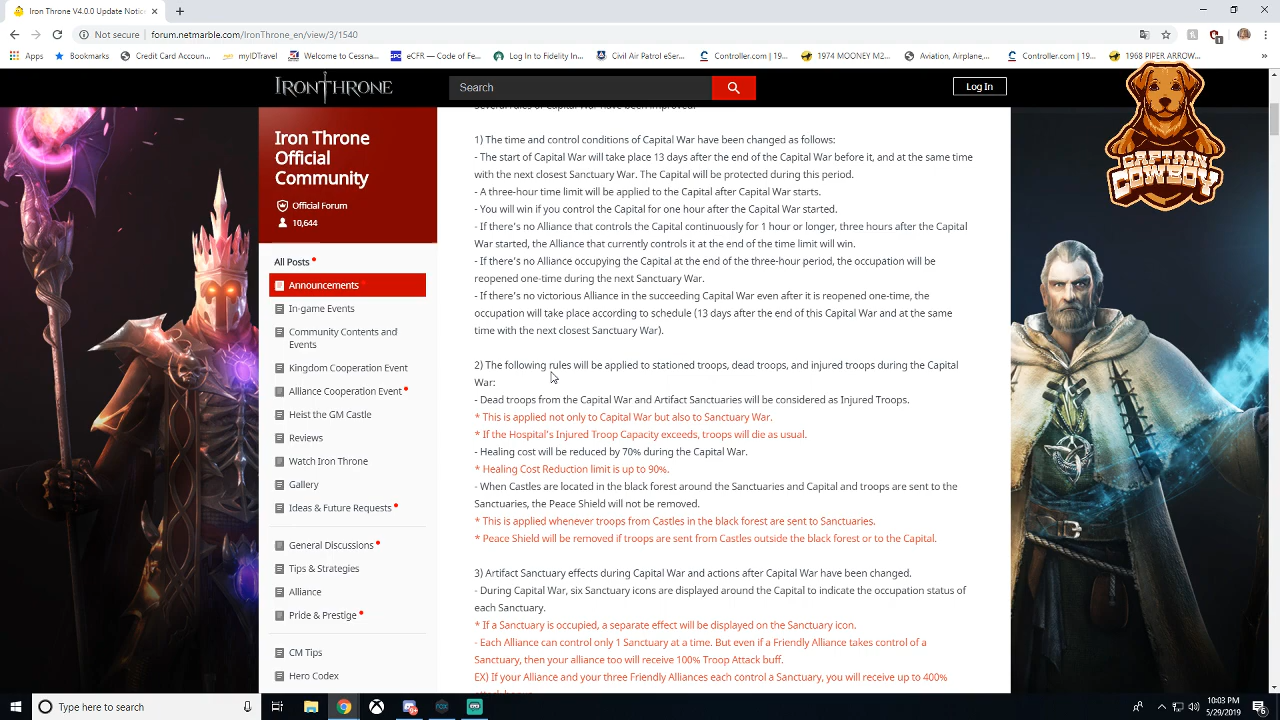 Iron Throne V4.0.0 Update Notic
Not secure | forum.netmarble.com/IronThrone_en/view/3/1540
Apps
Bookmarks
Credit Card Accoun...
myIDTravel
Welcome to Cessna...
eCFR — Code of Fe...
Log In to Flightinfo...
Civil Air Patrol eSer...
Controller.com | 19...
1974 MOONEY M2...
Aviation, Airplane,...
Controller.com | 19...
1968 PIPER ARROW...
»
IRON THRONE
Search
Log In
CAPTAIN
COWBOY
Iron Throne
Official
Community
Official Forum
10,644
All Posts
Announcements
In-game Events
Community Contents and
Events
Kingdom Cooperation Event
Alliance Cooperation Event
Heist the GM Castle
Reviews
Watch Iron Throne
Gallery
Ideas & Future Requests
General Discussions
Tips & Strategies
Alliance
Pride & Prestige
CM Tips
Hero Codex
Several rules of Capital War have been improved.
1) The time and control conditions of Capital War have been changed as follows:
- The start of Capital War will take place 13 days after the end of the Capital War before it, and at the same time
with the next closest Sanctuary War. The Capital will be protected during this period.
- A three-hour time limit will be applied to the Capital after Capital War starts.
- You will win if you control the Capital for one hour after the Capital War started.
- If there's no Alliance that controls the Capital continuously for 1 hour or longer, three hours after the Capital
War started, the Alliance that currently controls it at the end of the time limit will win.
- If there's no Alliance occupying the Capital at the end of the three-hour period, the occupation will be
reopened one-time during the next Sanctuary War.
- If there's no victorious Alliance in the succeeding Capital War even after it is reopened one-time, the
occupation will take place according to schedule (13 days after the end of this Capital War and at the same
time with the next closest Sanctuary War).
2) The following rules will be applied to stationed troops, dead troops, and injured troops during the Capital
War:
- Dead troops from the Capital War and Artifact Sanctuaries will be considered as Injured Troops.
* This is applied not only to Capital War but also to Sanctuary War.
* If the Hospital's Injured Troop Capacity exceeds, troops will die as usual.
- Healing cost will be reduced by 70% during the Capital War.
* Healing Cost Reduction limit is up to 90%.
- When Castles are located in the black forest around the Sanctuaries and Capital and troops are sent to the
Sanctuaries, the Peace Shield will not be removed.
* This is applied whenever troops from Castles in the black forest are sent to Sanctuaries.
* Peace Shield will be removed if troops are sent from Castles outside the black forest or to the Capital.
3) Artifact Sanctuary effects during Capital War and actions after Capital War have been changed.
- During Capital War, six Sanctuary icons are displayed around the Capital to indicate the occupation status of
each Sanctuary.
* If a Sanctuary is occupied, a separate effect will be displayed on the Sanctuary icon.
- Each Alliance can control only 1 Sanctuary at a time. But even if a Friendly Alliance takes control of a
Sanctuary, then your alliance too will receive 100% Troop Attack buff.
EX) If your Alliance and your three Friendly Alliances each control a Sanctuary, you will receive up to 400%
Type here to search
10:03 PM
5/29/2019